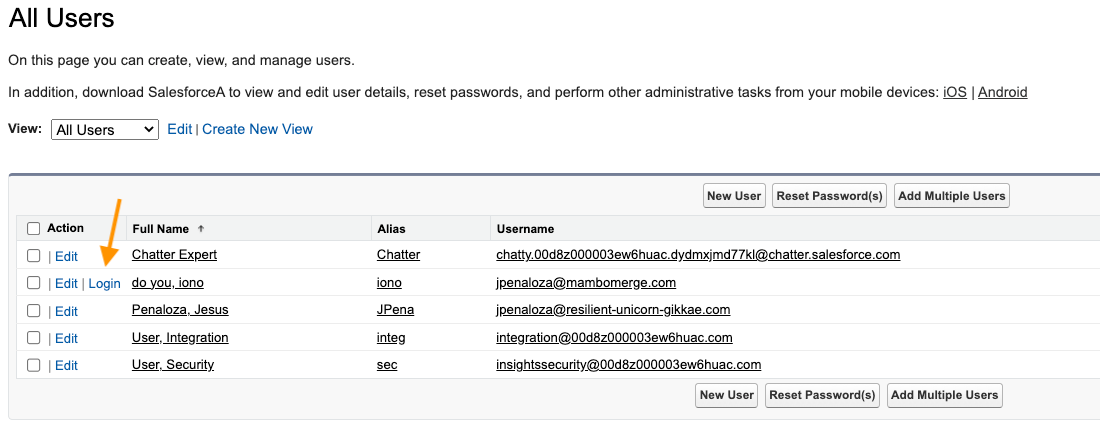 All Users
On this page you can create, view, and manage users.
In addition, download SalesforceA to view and edit user details, reset passwords, and perform other administrative tasks from your mobile devices: iOS | Android
View: All Users Edit | Create New View
New User Reset Password(s) Add Multiple Users
Action Full Name ↑ Alias Username
| Edit Chatter Expert Chatter chatty.00d8z000003ew6huac.dydmxjmd77kl@chatter.salesforce.com
| Edit | Login do you, iono iono jpenaloza@mambomerge.com
| Edit Penaloza, Jesus JPena jpenaloza@resilient-unicorn-gikkae.com
| Edit User, Integration integ integration@00d8z000003ew6huac.com
| Edit User, Security sec insightssecurity@00d8z000003ew6huac.com
New User Reset Password(s) Add Multiple Users